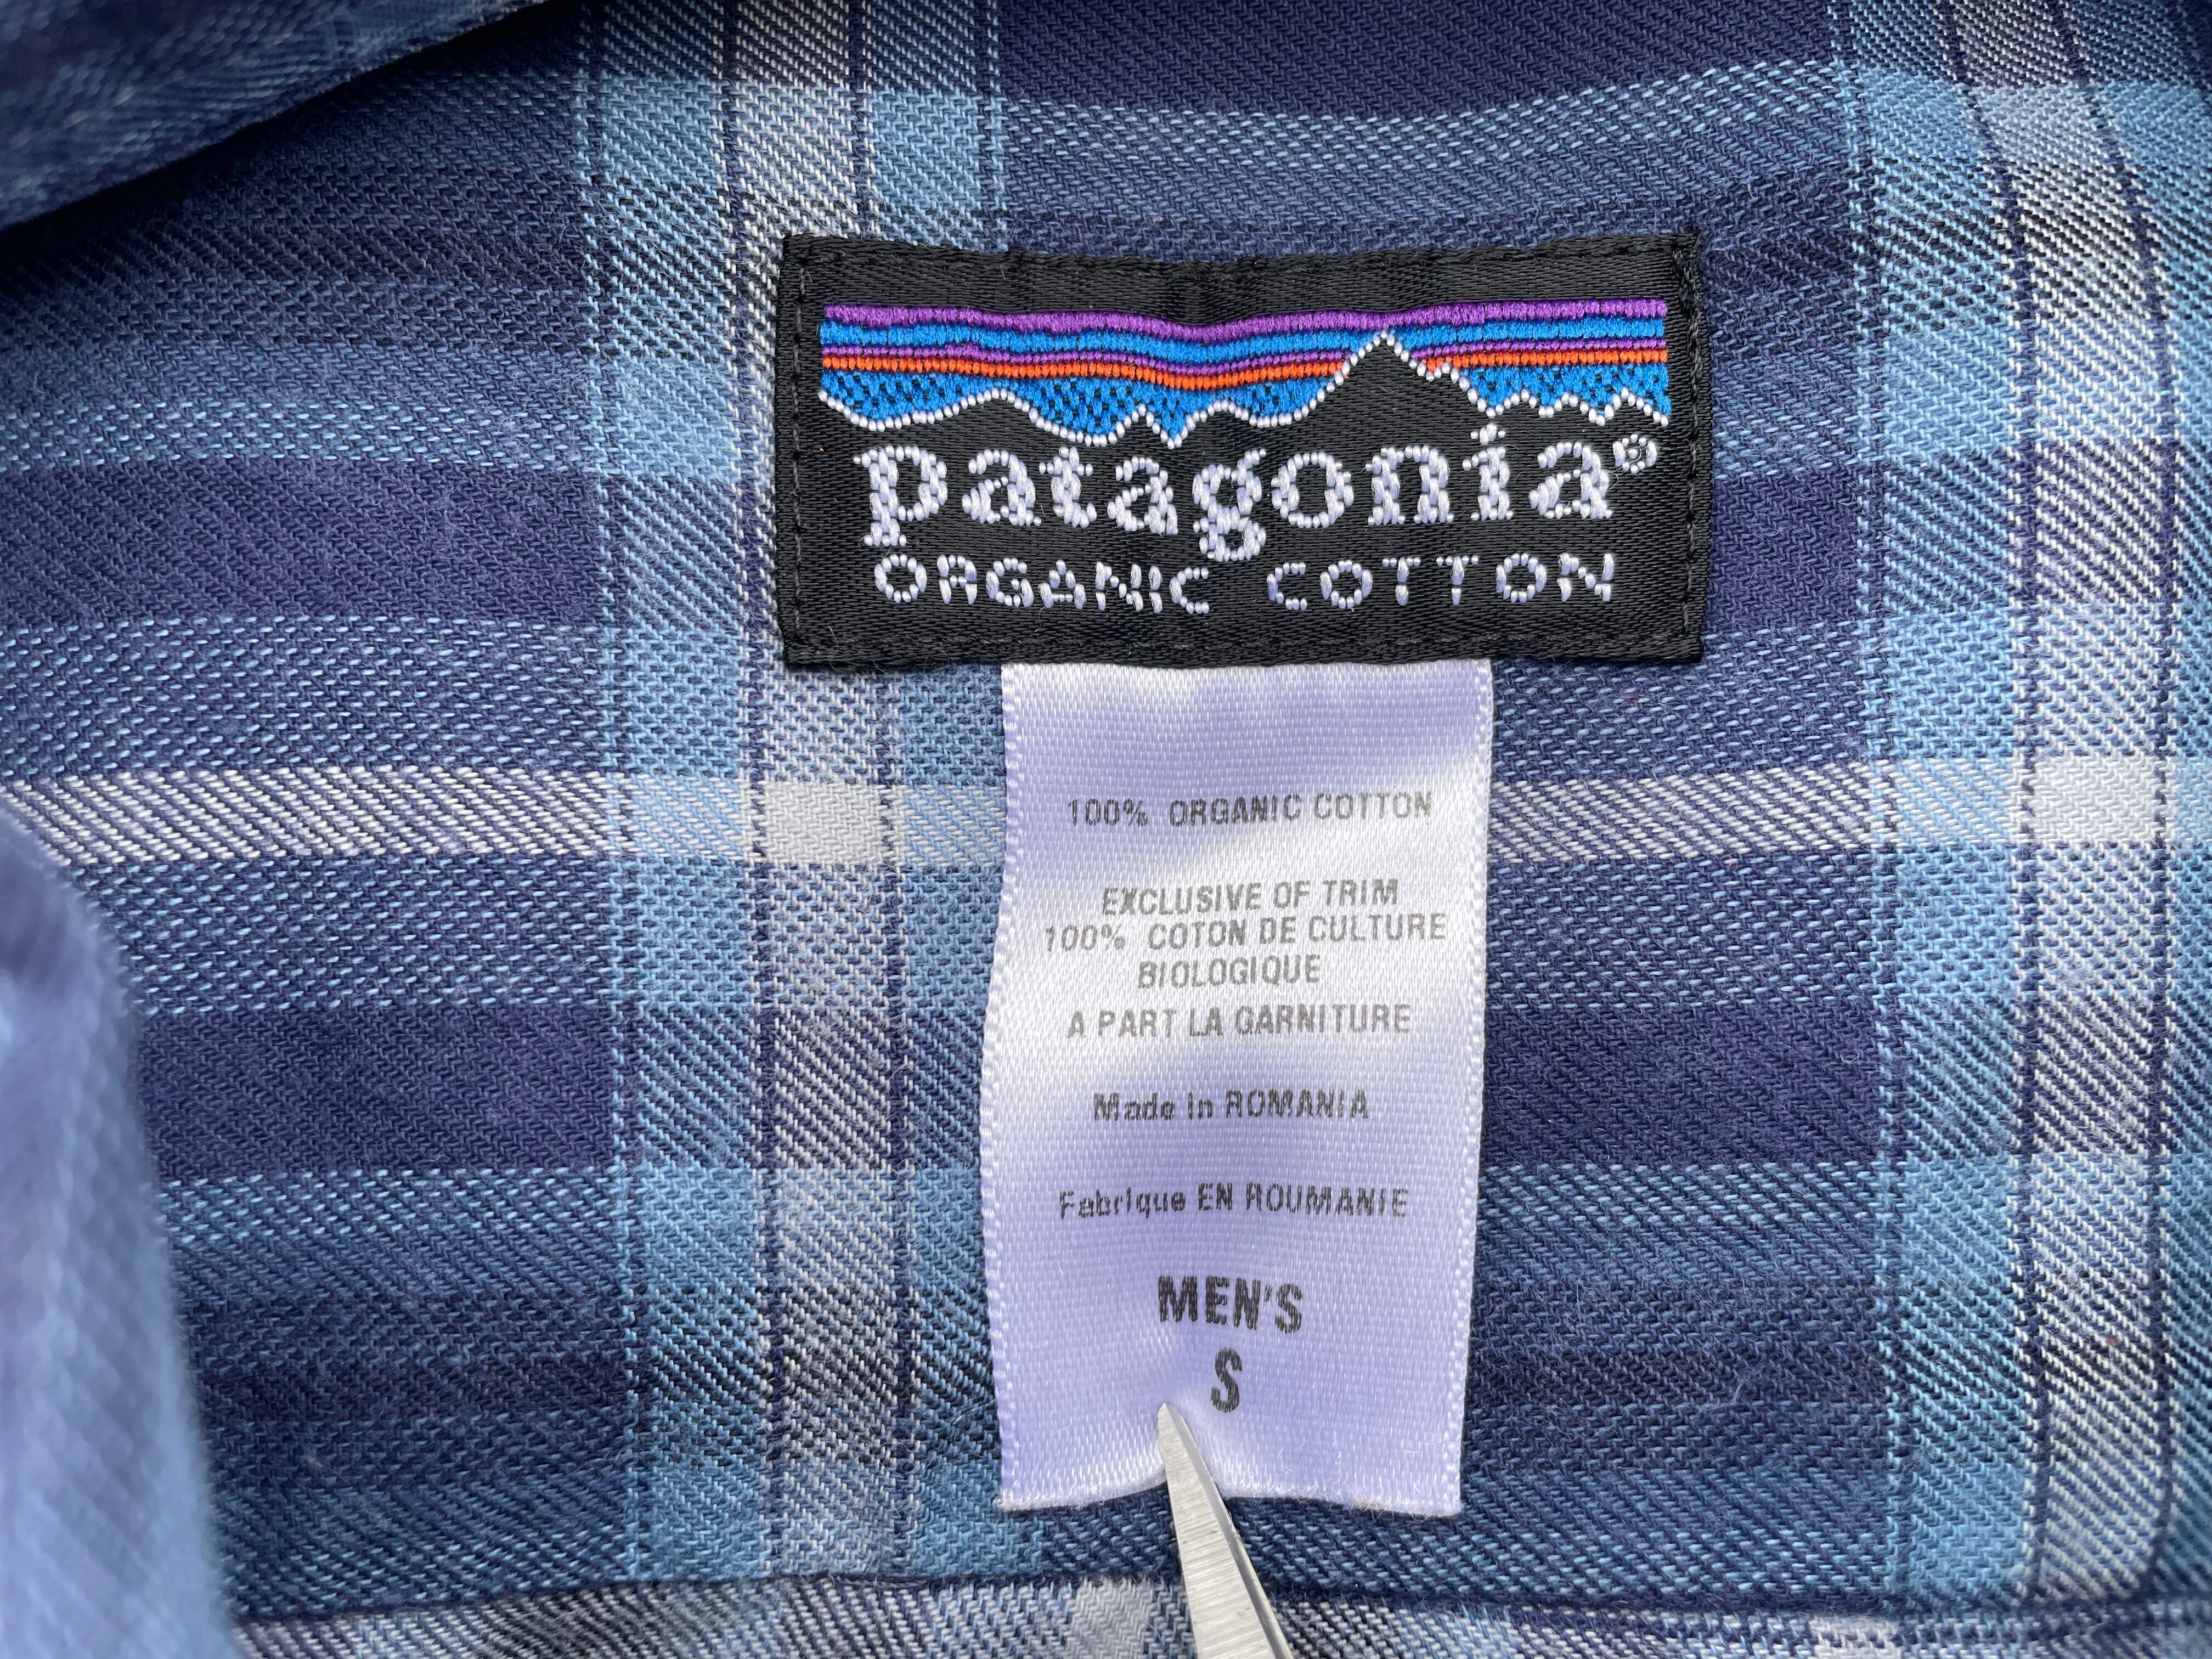 patagonia®
ORGANIC COTTON
100% ORGANIC COTTON
EXCLUSIVE OF TRIM
100% COTON DE CULTURE
BIOLOGIQUE
A PART LA GARNITURE
Made in ROMANIA
Fabrique EN ROUMANIE
MEN'S
S